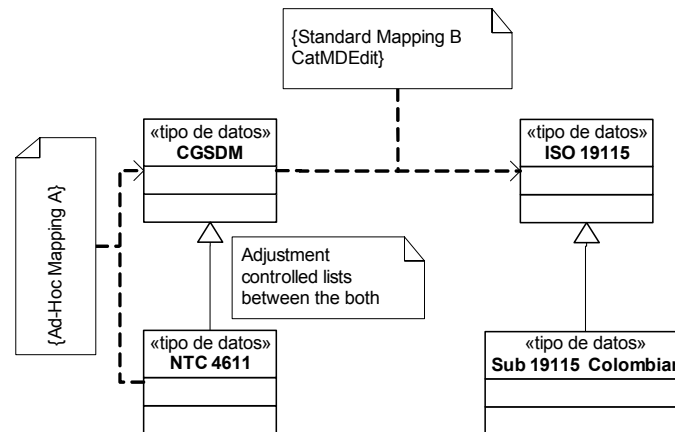 {Standard Mapping B
CatMDEdit}
«tipo de datos»
CGSDM
«tipo de datos»
ISO 19115
{Ad-Hoc Mapping A}
Adjustment
controlled lists
between the both
«tipo de datos»
NTC 4611
«tipo de datos»
Sub 19115 Colombian